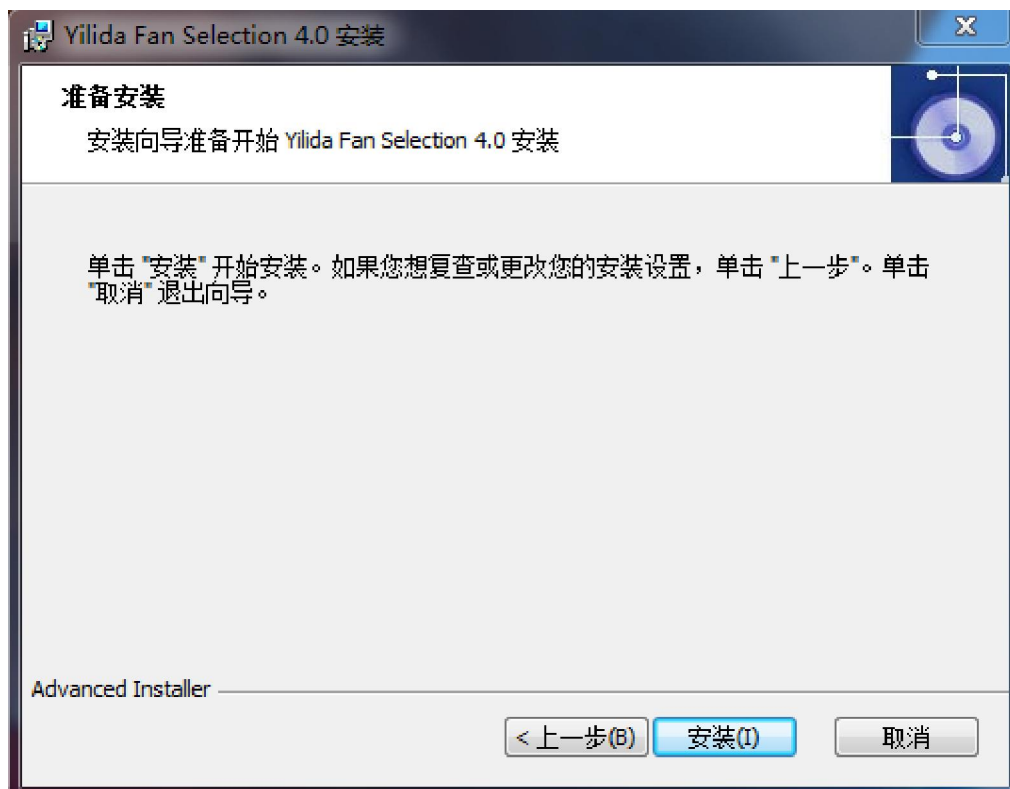 Yilida Fan Selection 4.0 安装
准备安装
安装向导准备开始 Yilida Fan Selection 4.0 安装
单击 "安装" 开始安装。如果您想复查或更改您的安装设置，单击 "上一步"。单击
"取消" 退出向导。
Advanced Installer
< 上一步(B)
安装(I)
取消